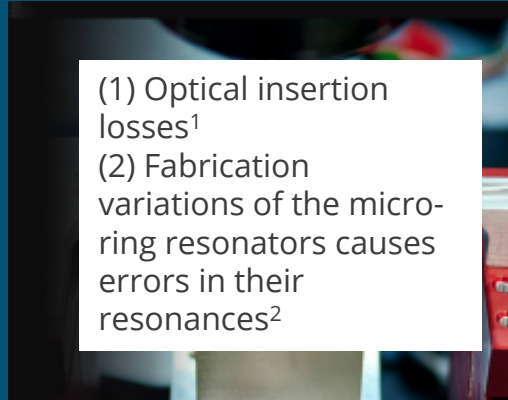 (1) Optical insertion
losses¹
(2) Fabrication
variations of the micro-
ring resonators causes
errors in their
resonances²